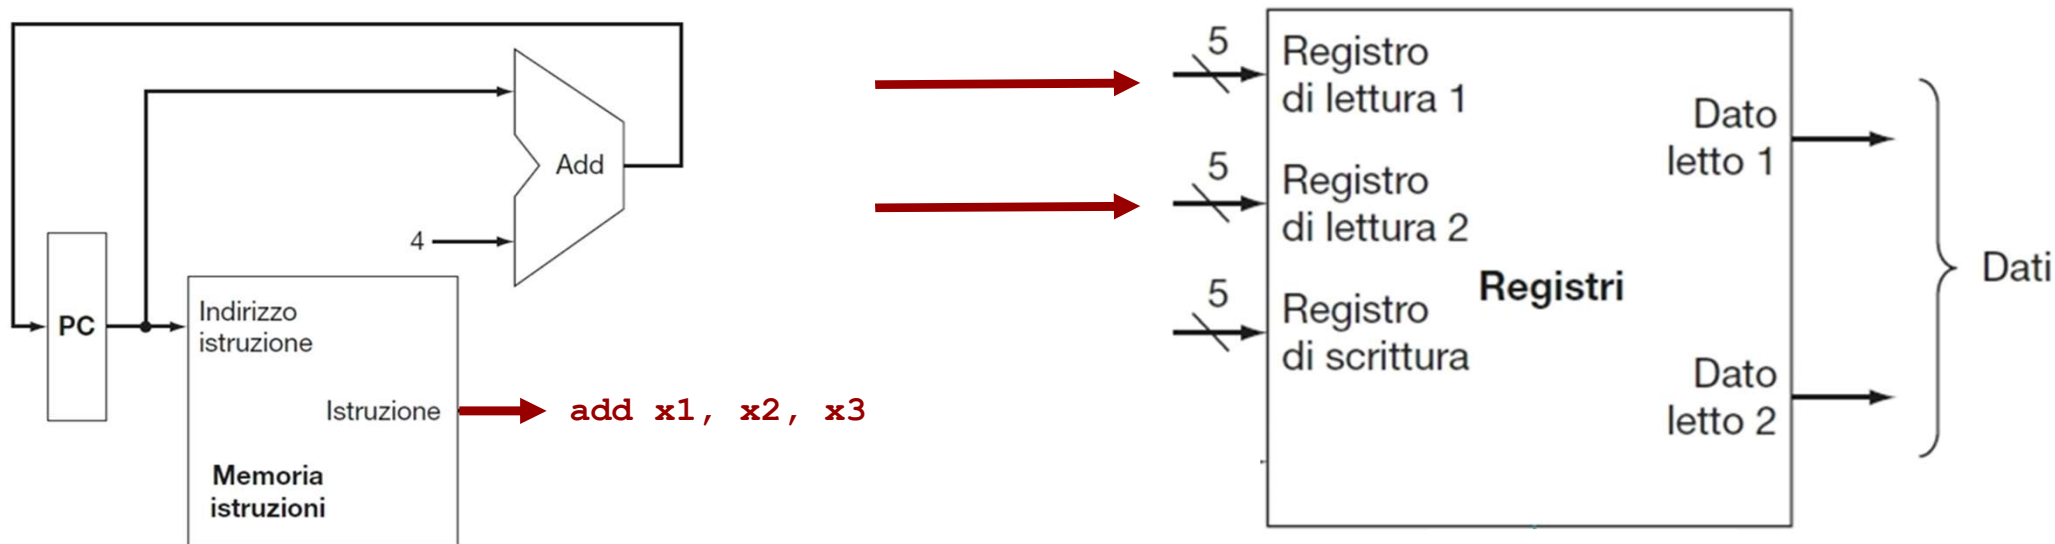 Add
4
PC
Indirizzo
istruzione
Istruzione
Memoria
istruzioni
add x1, x2, x3
5
Registro
di lettura 1
5
Registro
di lettura 2
5
Registro
di scrittura
Registri
Dato
letto 1
Dato
letto 2
Dati